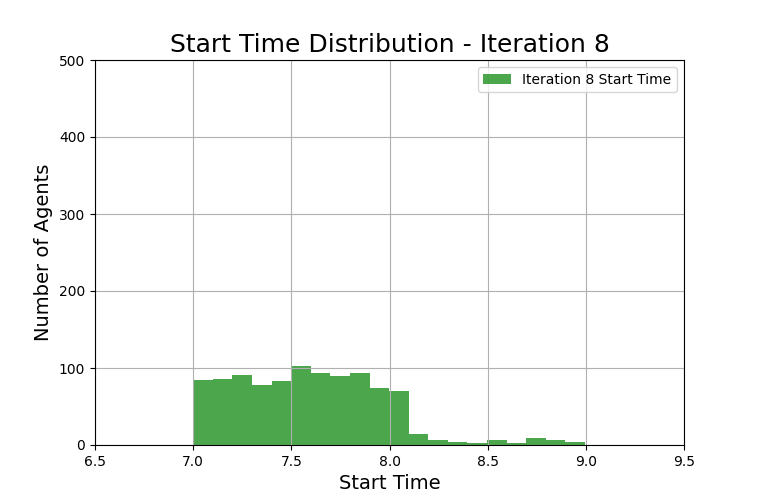 Start Time Distribution - Iteration 8
Iteration 8 Start Time
500
400
300
200
100
0
Number of Agents
6.5 7.0 7.5 8.0 8.5 9.0 9.5
Start Time